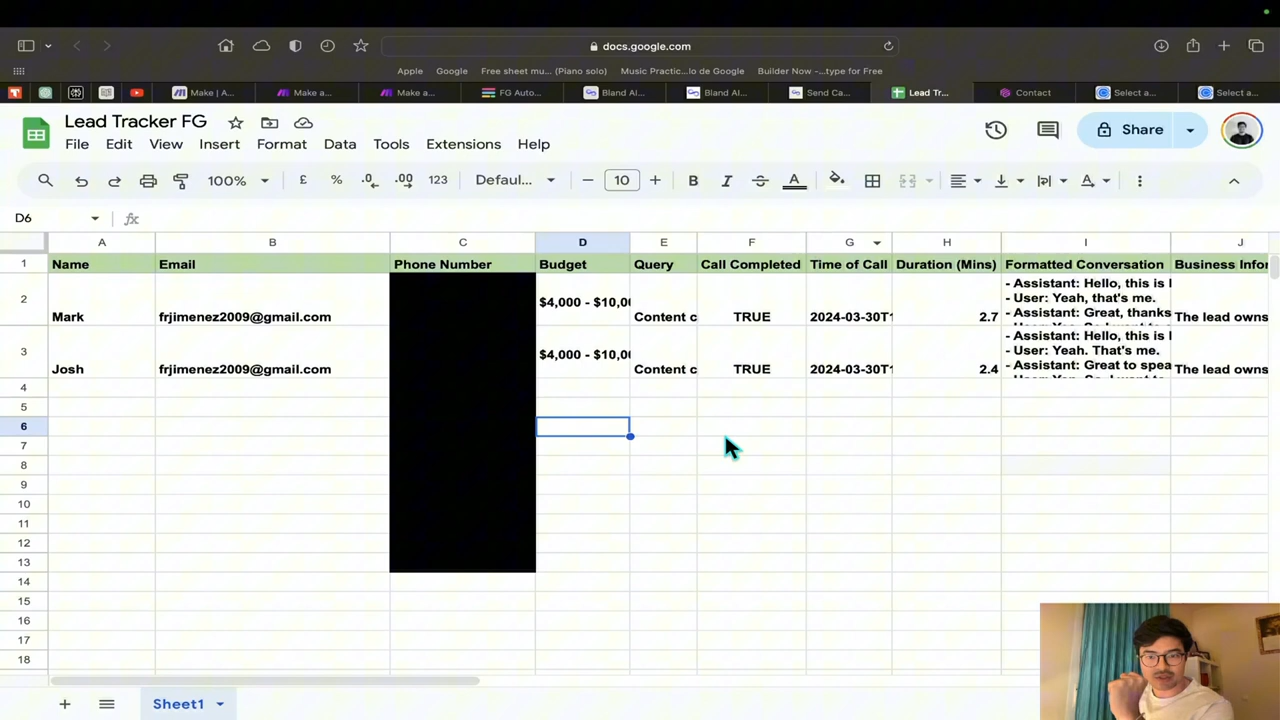 docs.google.com
Apple Google Free sheet mu... (Piano solo) Music Practic...lo de Google Builder Now -...type for Free
Make | A... Make a... Make a... FG Auto... Bland AI... Bland AI... Send Ca... Lead Tr... Contact Select a... Select a...
Lead Tracker FG
File Edit View Insert Format Data Tools Extensions Help
Share
100% £ % .0 .00 123 Defaul... 10 B I S A
D6 fx
A B C D E F G H I J
1 Name Email Phone Number Budget Query Call Completed Time of Call Duration (Mins) Formatted Conversation Business Infor
- Assistant: Hello, this is
2 $4,000 - $10,00 - User: Yeah, that's me.
- Assistant: Great, thanks
Mark frjimenez2009@gmail.com Content c TRUE 2024-03-30T1 2.7 The lead owns
- Assistant: Hello, this is
3 $4,000 - $10,00 - User: Yeah. That's me.
- Assistant: Great to spea
Josh frjimenez2009@gmail.com Content c TRUE 2024-03-30T1 2.4 The lead owns
4
5
6
7
8
9
10
11
12
13
14
15
16
17
18
Sheet1